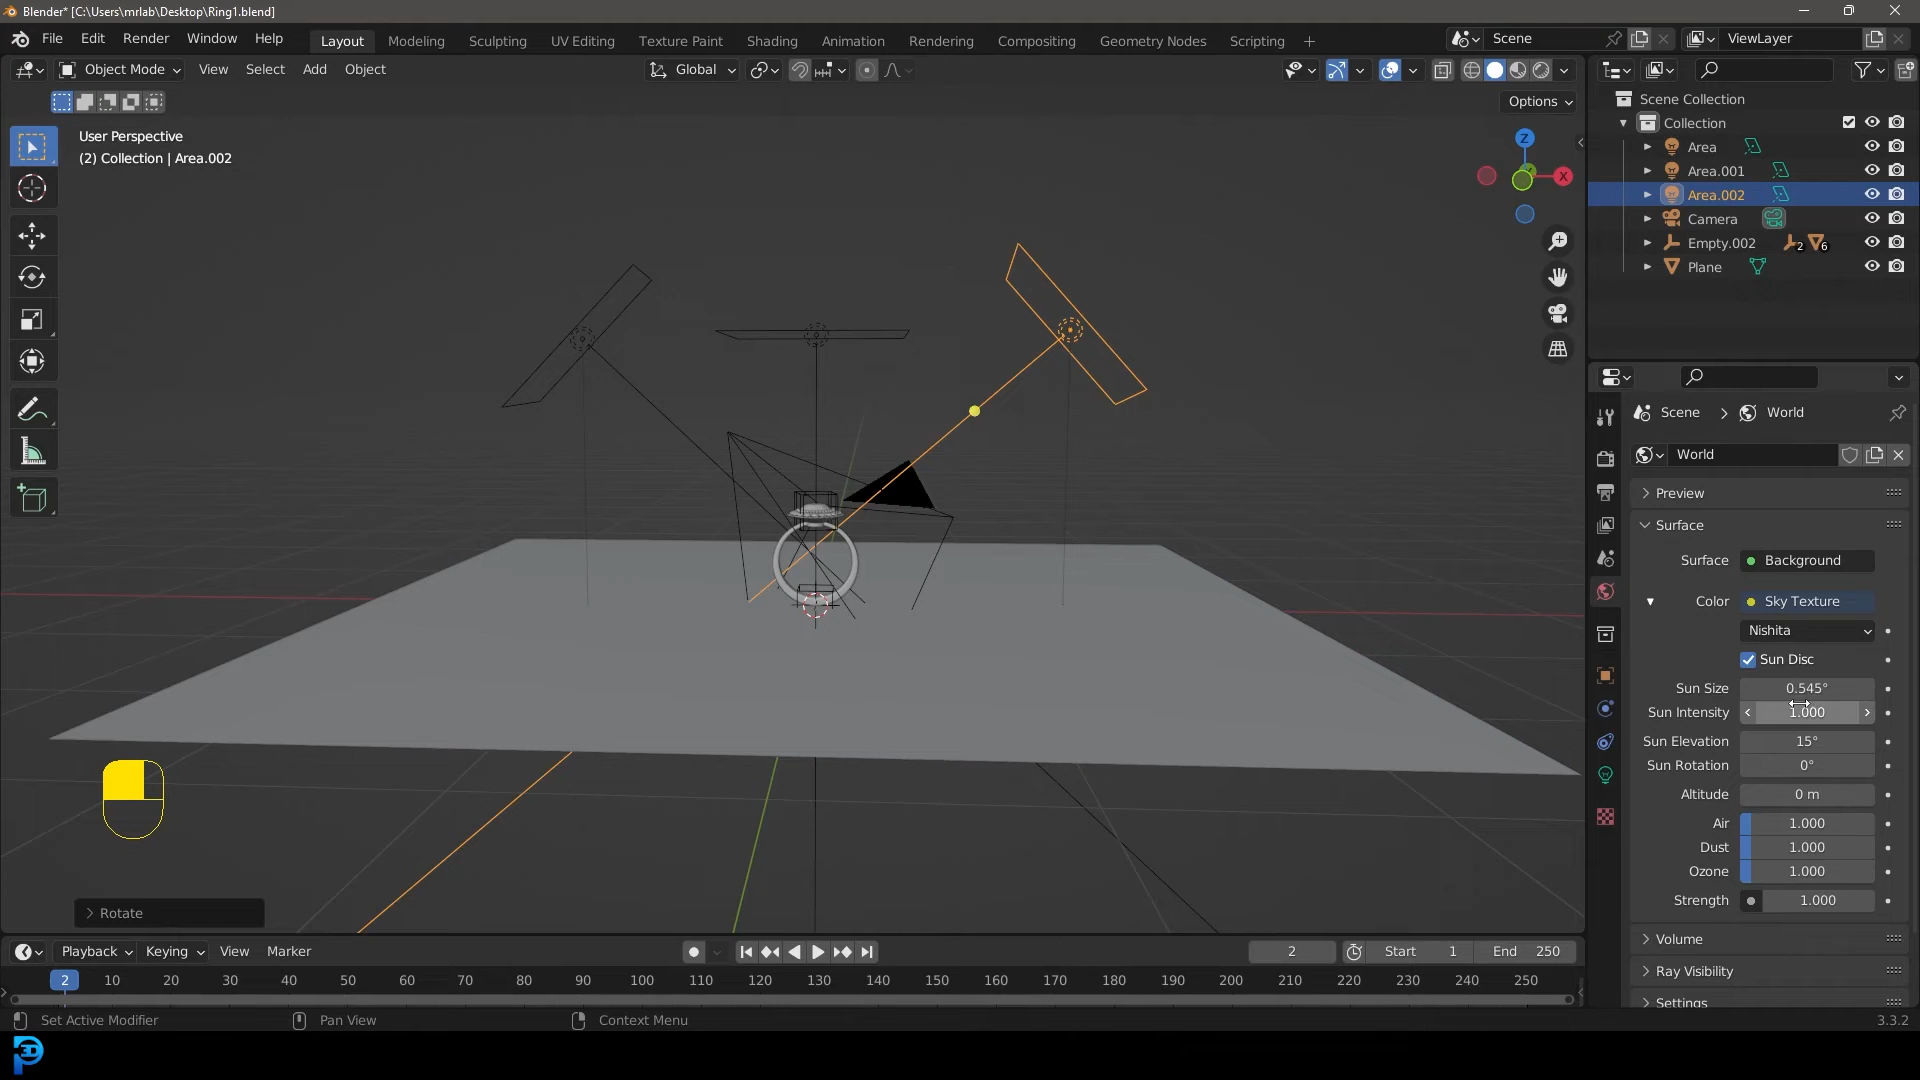 Blender* [C:\Users\mrlab\Desktop\Ring1.blend]
File Edit Render Window Help Layout Modeling Sculpting UV Editing Texture Paint Shading Animation Rendering Compositing Geometry Nodes Scripting + Scene ViewLayer
Object Mode View Select Add Object Global
Options
User Perspective
(2) Collection | Area.002
Z
X
Scene Collection
Collection
Area
Area.001
Area.002
Camera
Empty.002 2 6
Plane
Scene > World
World
Preview
Surface
Surface Background
Color Sky Texture
Nishita
Sun Disc
Sun Size 0.545°
Sun Intensity 1.000
Sun Elevation 15°
Sun Rotation 0°
Altitude 0 m
Air 1.000
Dust 1.000
Ozone 1.000
Strength 1.000
Volume
Ray Visibility
Settings
Rotate
Playback Keying View Marker 2 Start 1 End 250
2 10 20 30 40 50 60 70 80 90 100 110 120 130 140 150 160 170 180 190 200 210 220 230 240 250
Set Active Modifier Pan View Context Menu 3.3.2